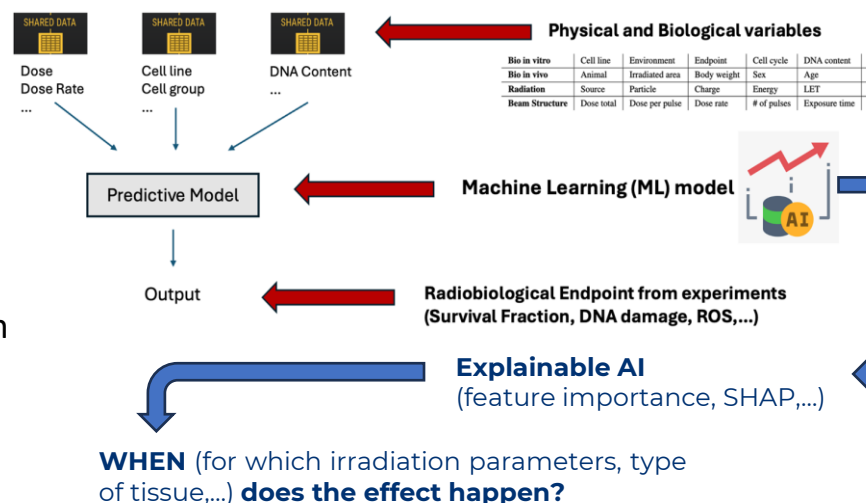 SHARED DATA
SHARED DATA
SHARED DATA
Physical and Biological variables
Dose
Dose Rate
...
Cell line
Cell group
...
DNA Content
...
Bio in vitro Cell line Environment Endpoint Cell cycle DNA content
Bio in vivo Animal Irradiated area Body weight Sex Age
Radiation Source Particle Charge Energy LET
Beam Structure Dose total Dose per pulse Dose rate # of pulses Exposure time
Predictive Model
Machine Learning (ML) model
AI
Output
Radiobiological Endpoint from experiments
(Survival Fraction, DNA damage, ROS,...)
n
Explainable AI
(feature importance, SHAP,...)
WHEN (for which irradiation parameters, type
of tissue,...) does the effect happen?